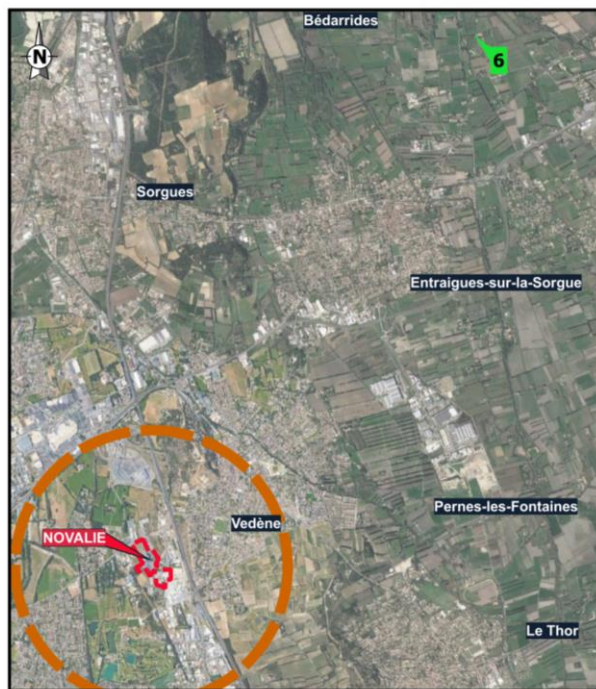 Bédarrides
N
6
Sorgues
Entraigues-sur-la-Sorgue
Pernes-les-Fontaines
Vedène
NOVALIE
Le Thor